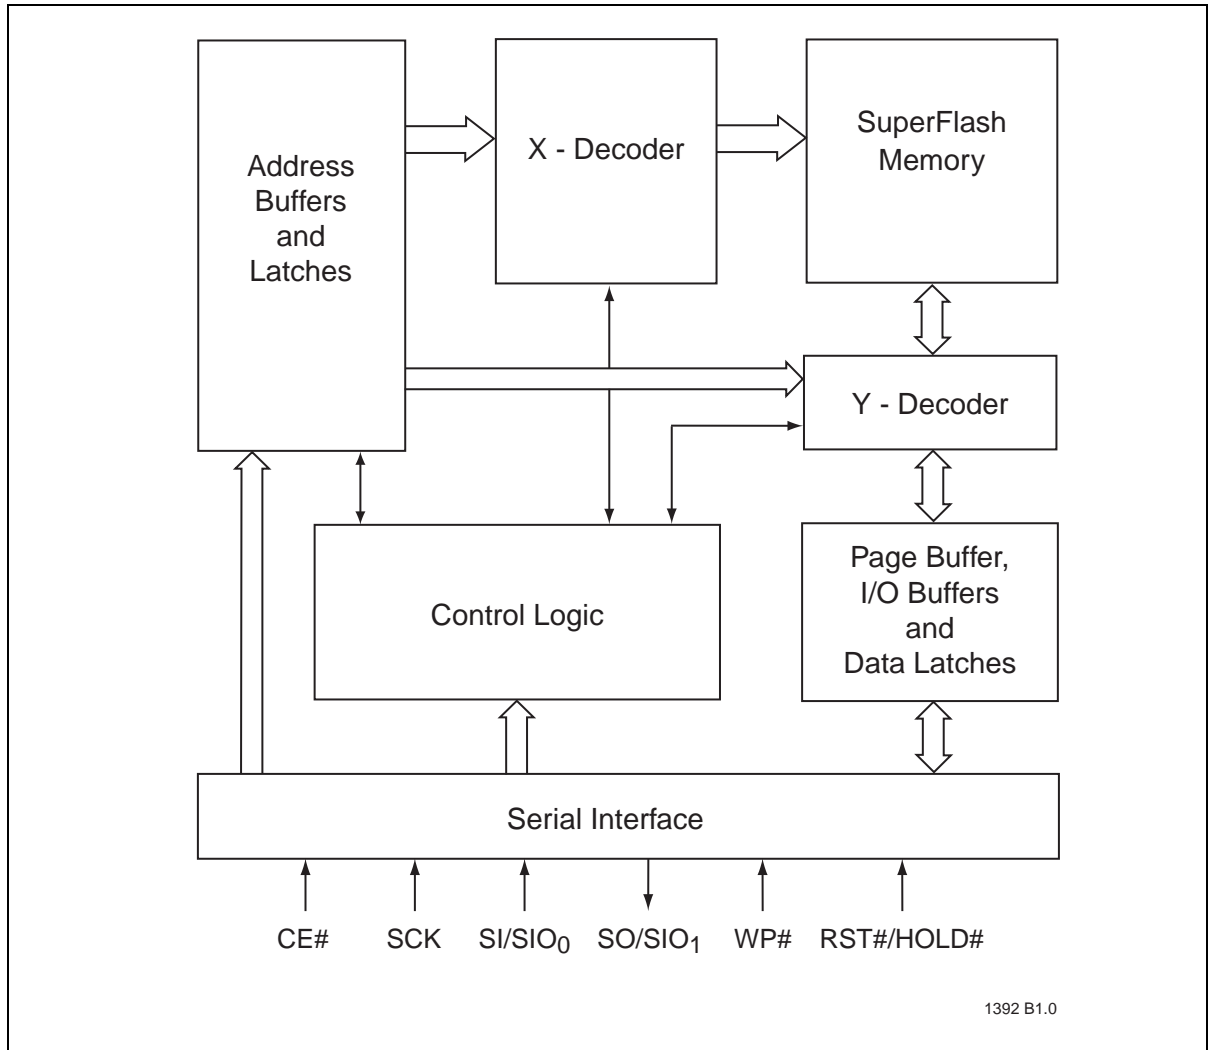 Address
Buffers
and
Latches
X - Decoder
SuperFlash
Memory
Y - Decoder
Control Logic
Page Buffer,
I/O Buffers
and
Data Latches
Serial Interface
CE# SCK SI/SIO0 SO/SIO1 WP# RST#/HOLD#
1392 B1.0